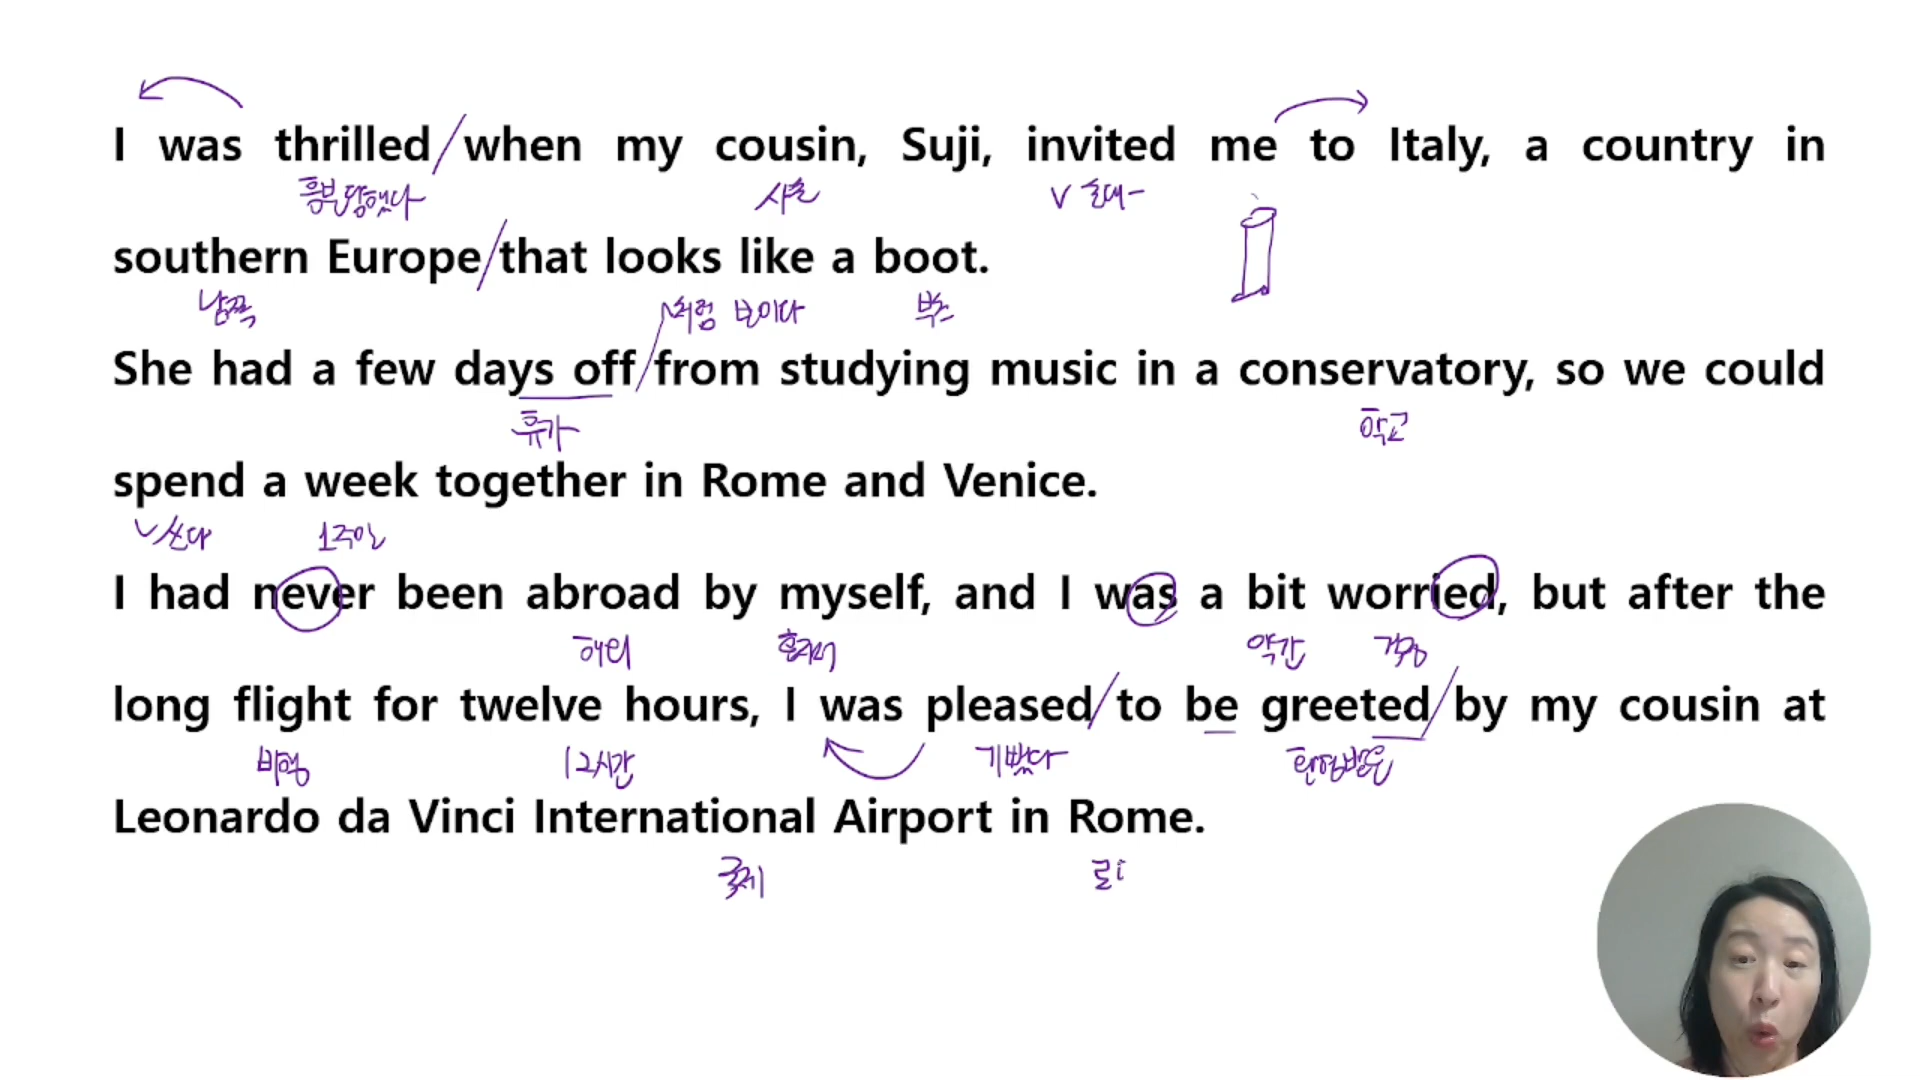 I was thrilled when my cousin, Suji, invited me to Italy, a country in
흥분당했다 사촌 초대
southern Europe that looks like a boot.
남쪽 처럼 보이다 부츠
She had a few days off from studying music in a conservatory, so we could
휴가 학교
spend a week together in Rome and Venice.
쓴다 1주일
I had never been abroad by myself, and I was a bit worried, but after the
해외 혼자서 약간 걱정
long flight for twelve hours, I was pleased to be greeted by my cousin at
비행 12시간 기뻤다 환영받은
Leonardo da Vinci International Airport in Rome.
국제